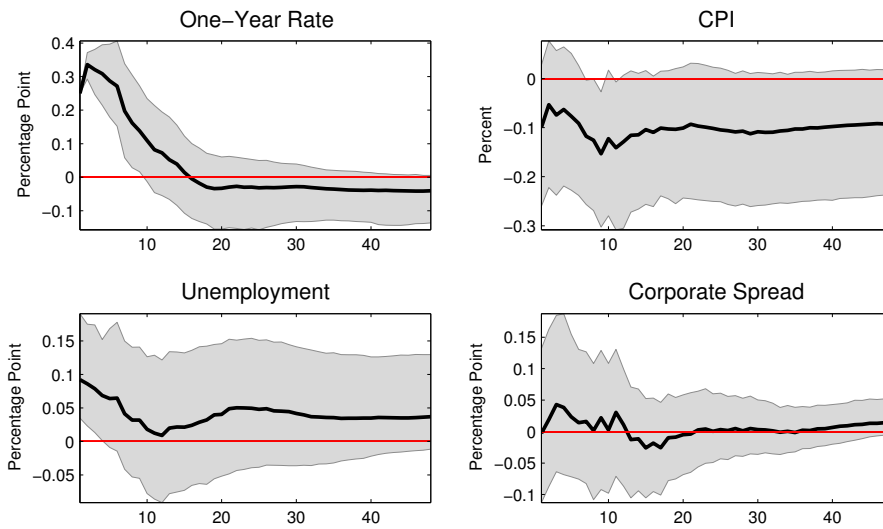 One−Year Rate
Percentage Point
0.4
0.3
0.2
0.1
0
−0.1
10 20 30 40
CPI
Percent
0
−0.1
−0.2
−0.3
10 20 30 40
Unemployment
Percentage Point
0.15
0.1
0.05
0
−0.05
10 20 30 40
Corporate Spread
Percentage Point
0.15
0.1
0.05
0
−0.05
−0.1
10 20 30 40